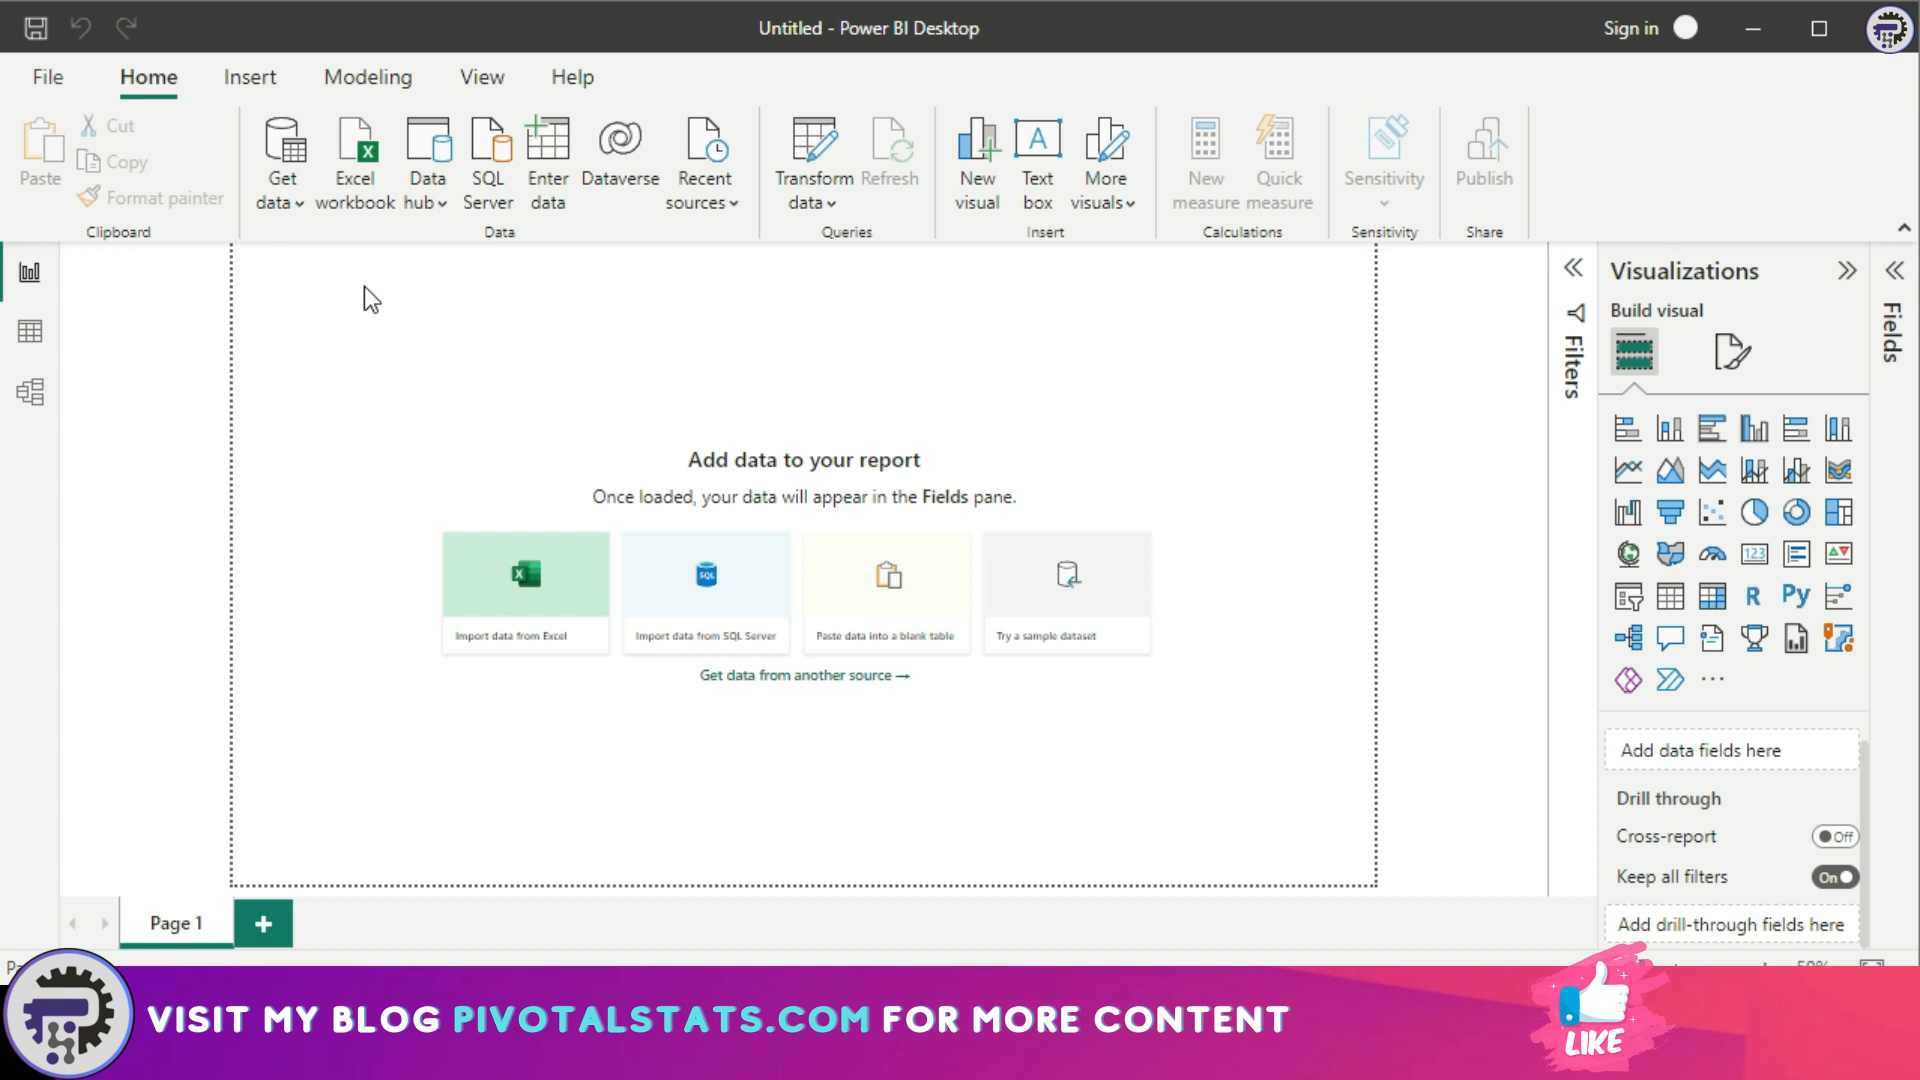 Untitled - Power BI Desktop
Sign in
File Home Insert Modeling View Help
Paste
Cut
Copy
Format painter
Clipboard
Get data
Excel workbook
Data hub
SQL Server
Enter data
Dataverse
Recent sources
Data
Transform data
Refresh
Queries
New visual
Text box
More visuals
Insert
New measure
Quick measure
Calculations
Sensitivity
Sensitivity
Publish
Share
Add data to your report
Once loaded, your data will appear in the Fields pane.
SQL
Import data from Excel
Import data from SQL Server
Paste data into a blank table
Try a sample dataset
Get data from another source →
Filters
Visualizations
Build visual
123
R
Py
Add data fields here
Drill through
Cross-report
Off
Keep all filters
On
Add drill-through fields here
Fields
Page 1
VISIT MY BLOG PIVOTALSTATS.COM FOR MORE CONTENT
LIKE